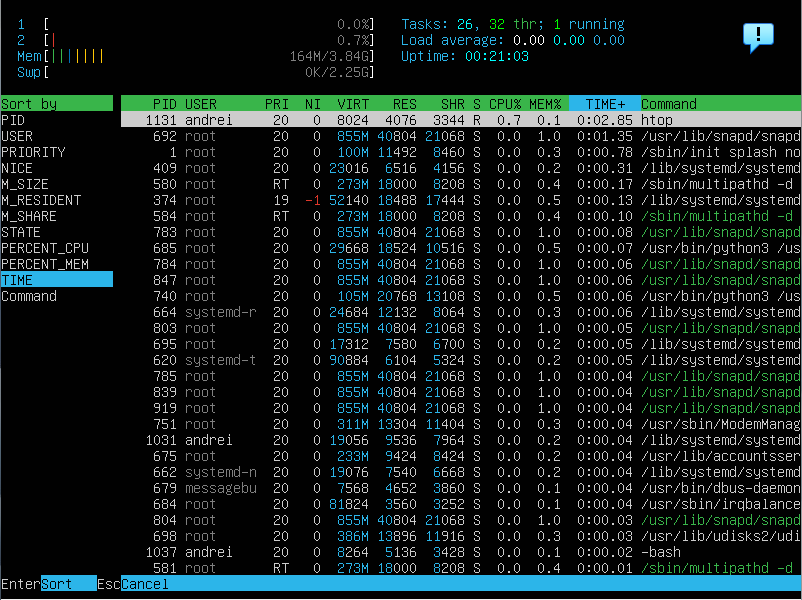 1 [ 0.0%] Tasks: 26, 32 thr; 1 running
2 [| 0.7%] Load average: 0.00 0.00 0.00
Mem[||||||| 164M/3.84G] Uptime: 00:21:03
Swp[ 0K/2.25G]
Sort by PID USER PRI NI VIRT RES SHR S CPU% MEM% TIME+ Command
PID 1131 andrei 20 0 8024 4076 3344 R 0.7 0.1 0:02.85 htop
USER 692 root 20 0 855M 40804 21068 S 0.0 1.0 0:01.35 /usr/lib/snapd/snapd
PRIORITY 1 root 20 0 100M 11492 8460 S 0.0 0.3 0:00.78 /sbin/init splash no
NICE 409 root 20 0 23016 6516 4156 S 0.0 0.2 0:00.31 /lib/systemd/systemd
M_SIZE 580 root RT 0 273M 18000 8208 S 0.0 0.4 0:00.17 /sbin/multipathd -d
M_RESIDENT 374 root 19 -1 52140 18488 17444 S 0.0 0.5 0:00.13 /lib/systemd/systemd
M_SHARE 584 root RT 0 273M 18000 8208 S 0.0 0.4 0:00.10 /sbin/multipathd -d
STATE 783 root 20 0 855M 40804 21068 S 0.0 1.0 0:00.08 /usr/lib/snapd/snapd
PERCENT_CPU 685 root 20 0 29668 18524 10516 S 0.0 0.5 0:00.07 /usr/bin/python3 /us
PERCENT_MEM 784 root 20 0 855M 40804 21068 S 0.0 1.0 0:00.06 /usr/lib/snapd/snapd
TIME 847 root 20 0 855M 40804 21068 S 0.0 1.0 0:00.06 /usr/lib/snapd/snapd
Command 740 root 20 0 105M 20768 13108 S 0.0 0.5 0:00.06 /usr/bin/python3 /us
664 systemd-r 20 0 24684 12132 8064 S 0.0 0.3 0:00.06 /lib/systemd/systemd
803 root 20 0 855M 40804 21068 S 0.0 1.0 0:00.05 /usr/lib/snapd/snapd
695 root 20 0 17312 7580 6700 S 0.0 0.2 0:00.05 /lib/systemd/systemd
620 systemd-t 20 0 90884 6104 5324 S 0.0 0.2 0:00.05 /lib/systemd/systemd
785 root 20 0 855M 40804 21068 S 0.0 1.0 0:00.04 /usr/lib/snapd/snapd
839 root 20 0 855M 40804 21068 S 0.0 1.0 0:00.04 /usr/lib/snapd/snapd
919 root 20 0 855M 40804 21068 S 0.0 1.0 0:00.04 /usr/lib/snapd/snapd
751 root 20 0 311M 13304 11404 S 0.0 0.3 0:00.04 /usr/sbin/ModemManag
1031 andrei 20 0 19056 9536 7964 S 0.0 0.2 0:00.04 /lib/systemd/systemd
675 root 20 0 233M 9424 8424 S 0.0 0.2 0:00.04 /usr/lib/accountsser
662 systemd-n 20 0 19076 7540 6668 S 0.0 0.2 0:00.04 /lib/systemd/systemd
679 messagebu 20 0 7568 4652 3860 S 0.0 0.1 0:00.04 /usr/bin/dbus-daemon
684 root 20 0 81824 3560 3252 S 0.0 0.1 0:00.04 /usr/sbin/irqbalance
804 root 20 0 855M 40804 21068 S 0.0 1.0 0:00.03 /usr/lib/snapd/snapd
698 root 20 0 386M 13896 11916 S 0.0 0.3 0:00.03 /usr/lib/udisks2/udi
1037 andrei 20 0 8264 5136 3428 S 0.0 0.1 0:00.02 -bash
581 root RT 0 273M 18000 8208 S 0.0 0.4 0:00.01 /sbin/multipathd -d
EnterSort EscCancel